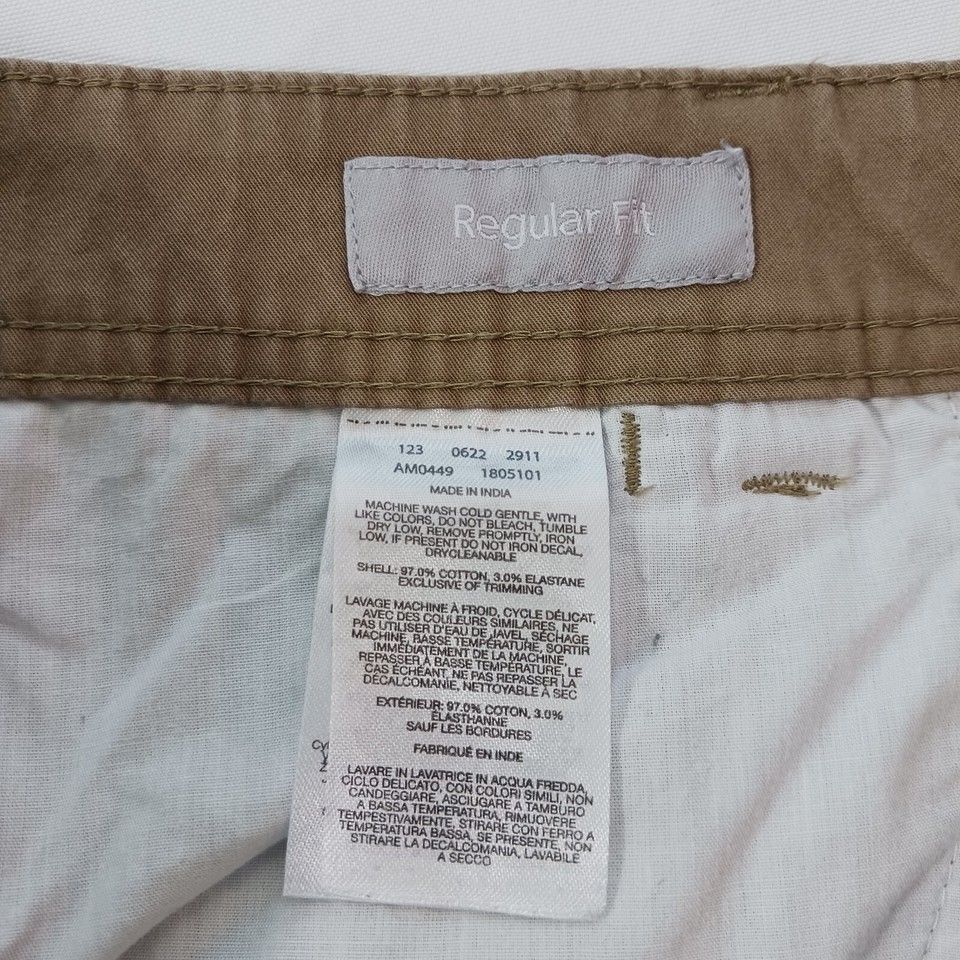 Regular Fit
123 0622 2911
AM0449 1805101
MADE IN INDIA
MACHINE WASH COLD GENTLE, WITH
LIKE COLORS, DO NOT BLEACH, TUMBLE
DRY LOW, REMOVE PROMPTLY, IRON
LOW, IF PRESENT DO NOT IRON DECAL,
DRYCLEANABLE
SHELL: 97.0% COTTON, 3.0% ELASTANE
EXCLUSIVE OF TRIMMING
LAVAGE MACHINE À FROID, CYCLE DÉLICAT,
AVEC DES COULEURS SIMILAIRES, NE
PAS UTILISER D'EAU DE JAVEL, SÉCHAGE
MACHINE, BASSE TEMPÉRATURE, SORTIR
IMMÉDIATEMENT DE LA MACHINE,
REPASSER À BASSE TEMPÉRATURE, LE
CAS ÉCHÉANT, NE PAS REPASSER LA
DÉCALCOMANIE, NETTOYABLE À SEC
EXTÉRIEUR: 97.0% COTON, 3.0%
ÉLASTHANNE
SAUF LES BORDURES
FABRIQUÉ EN INDE
LAVARE IN LAVATRICE IN ACQUA FREDDA,
CICLO DELICATO, CON COLORI SIMILI, NON
CANDEGGIARE, ASCIUGARE A TAMBURO
A BASSA TEMPERATURA, RIMUOVERE
TEMPESTIVAMENTE, STIRARE CON FERRO A
TEMPERATURA BASSA, SE PRESENTE, NON
STIRARE LA DECALCOMANIA, LAVABILE
A SECCO